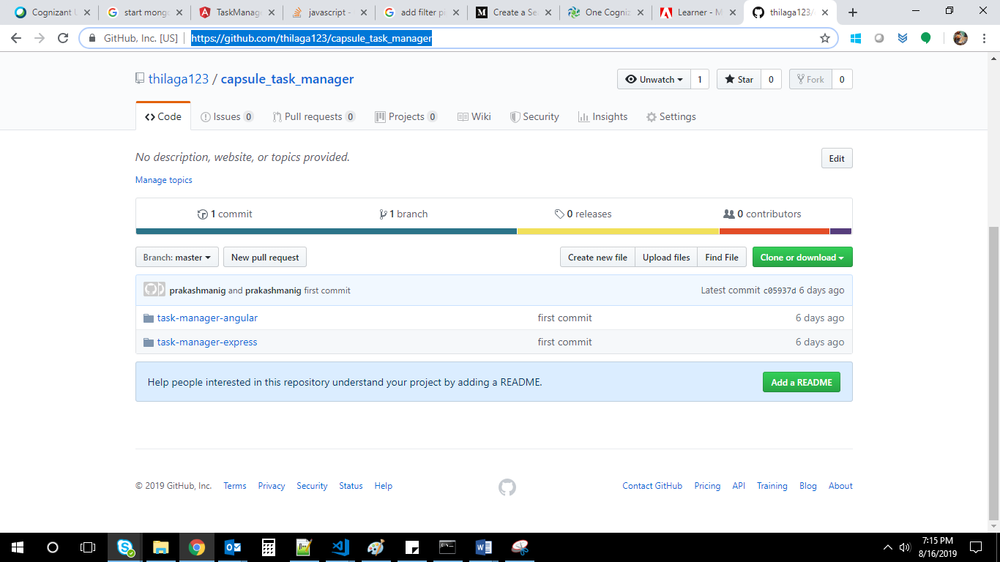 Cognizant U
start mongo
TaskManage
javascript -
add filter pi
Create a Se
One Cogniz
Learner - M
thilaga123/
GitHub, Inc. [US] https://github.com/thilaga123/capsule_task_manager
thilaga123 / capsule_task_manager
Unwatch 1
Star 0
Fork 0
Code
Issues 0
Pull requests 0
Projects 0
Wiki
Security
Insights
Settings
No description, website, or topics provided.
Edit
Manage topics
1 commit
1 branch
0 releases
0 contributors
Branch: master
New pull request
Create new file
Upload files
Find File
Clone or download
prakashmanig and prakashmanig first commit
Latest commit c05937d 6 days ago
task-manager-angular first commit 6 days ago
task-manager-express first commit 6 days ago
Help people interested in this repository understand your project by adding a README.
Add a README
© 2019 GitHub, Inc. Terms Privacy Security Status Help
Contact GitHub Pricing API Training Blog About
7:15 PM
8/16/2019